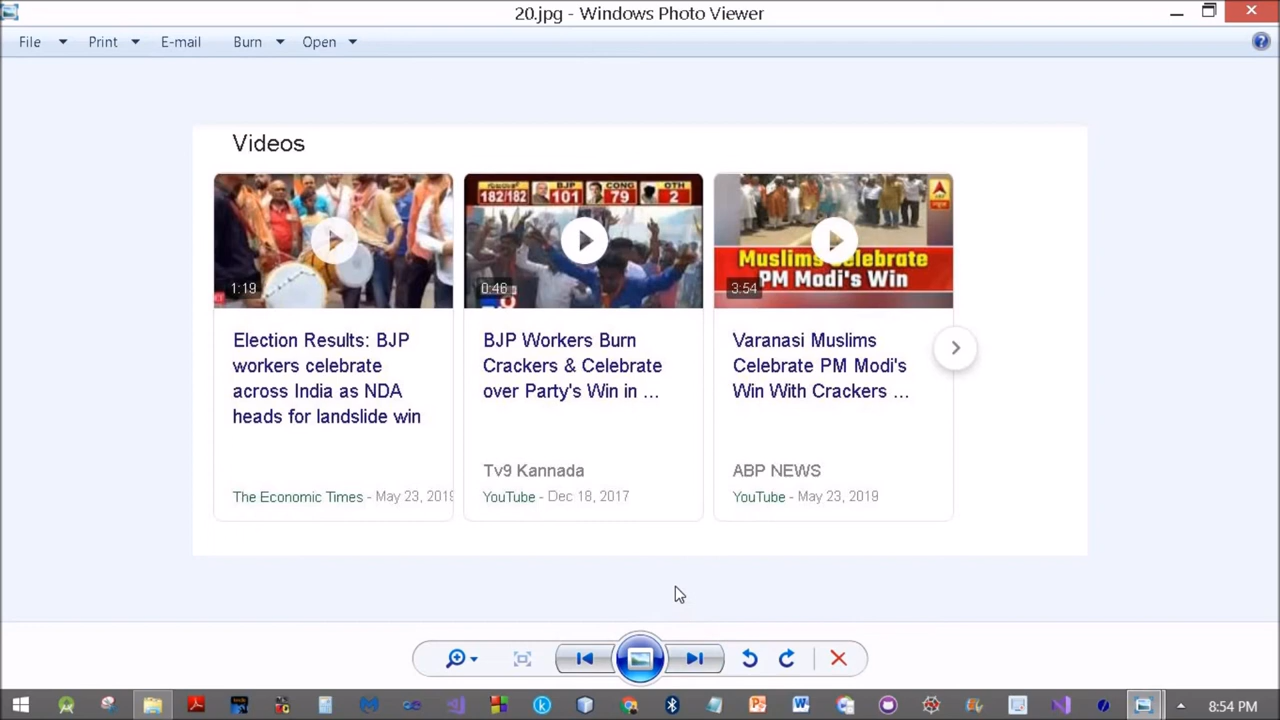 20.jpg - Windows Photo Viewer
File Print E-mail Burn Open
Videos
1:19
Election Results: BJP
workers celebrate
across India as NDA
heads for landslide win
The Economic Times - May 23, 2019
ಗುಜರಾತ್ BJP CONG OTH
182/182 101 79 2
0:46
BJP Workers Burn
Crackers & Celebrate
over Party's Win in ...
Tv9 Kannada
YouTube - Dec 18, 2017
Muslims Celebrate
PM Modi's Win
3:54
Varanasi Muslims
Celebrate PM Modi's
Win With Crackers ...
ABP NEWS
YouTube - May 23, 2019
8:54 PM